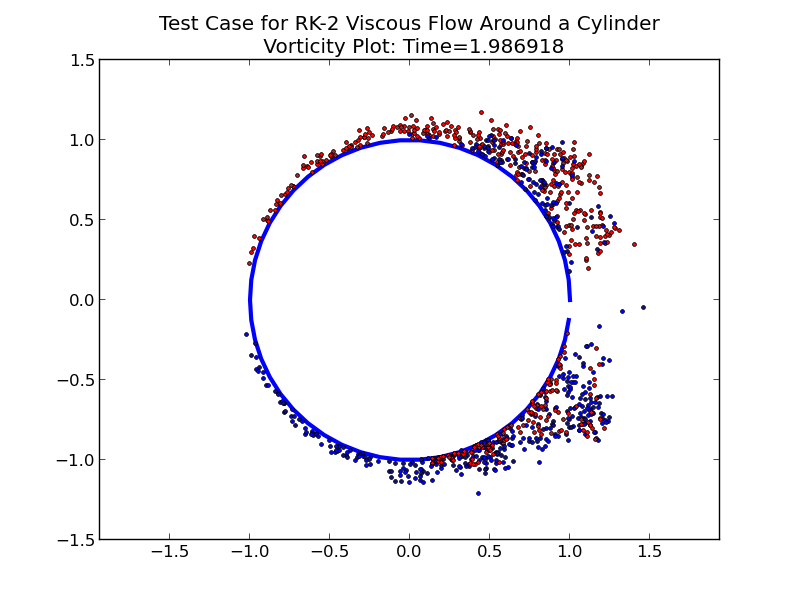 Test Case for RK-2 Viscous Flow Around a Cylinder
Vorticity Plot: Time=1.986918
1.5
1.0
0.5
0.0
−0.5
−1.0
−1.5
−1.5 −1.0 −0.5 0.0 0.5 1.0 1.5